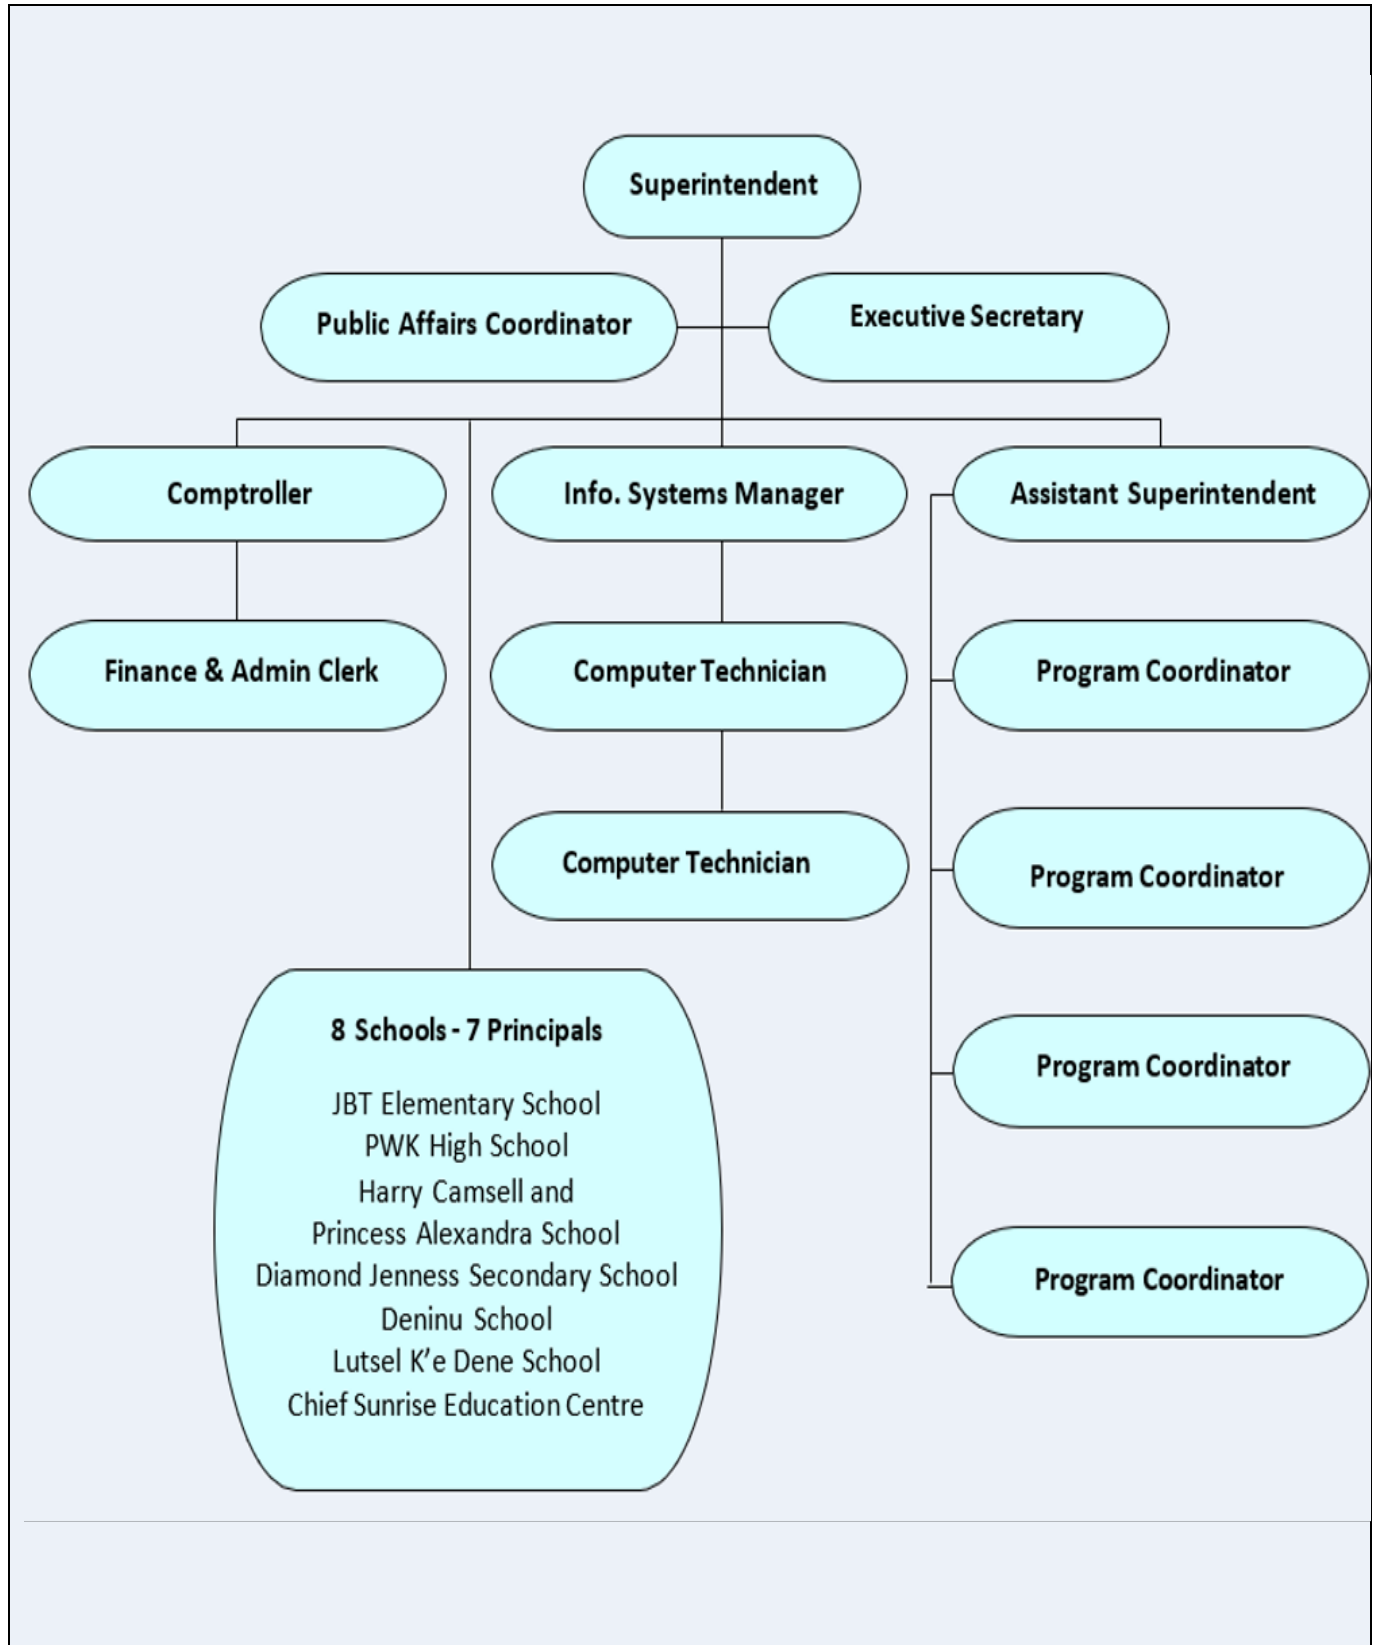 Superintendent
Public Affairs Coordinator
Executive Secretary
Comptroller
Info. Systems Manager
Assistant Superintendent
Finance & Admin Clerk
Computer Technician
Program Coordinator
Computer Technician
Program Coordinator
8 Schools - 7 Principals
JBT Elementary School
PWK High School
Harry Camsell and
Princess Alexandra School
Diamond Jenness Secondary School
Deninu School
Lutsel K’e Dene School
Chief Sunrise Education Centre
Program Coordinator
Program Coordinator